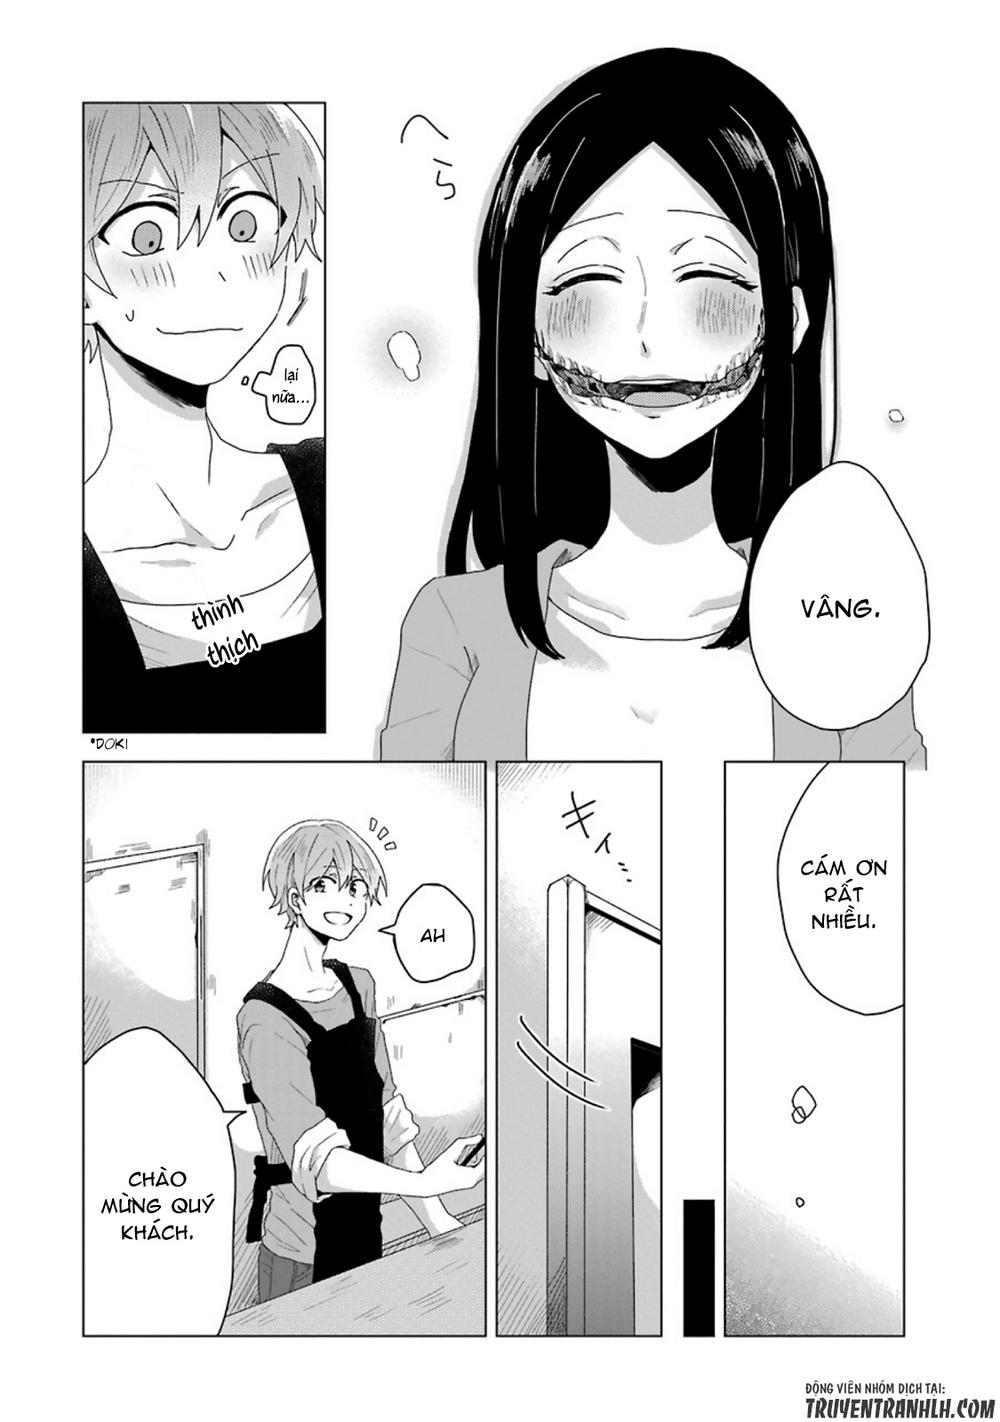 へら
VÂNG.
lại
nữa...
thình
thịch
*DOKI
CÁM ƠN
RẤT
NHIỀU.
キィ...
AH
CHÀO
MỪNG QUÝ
KHÁCH.
ĐỘNG VIÊN NHÓM DỊCH TẠI:
TRUYENTRANHLH.COM